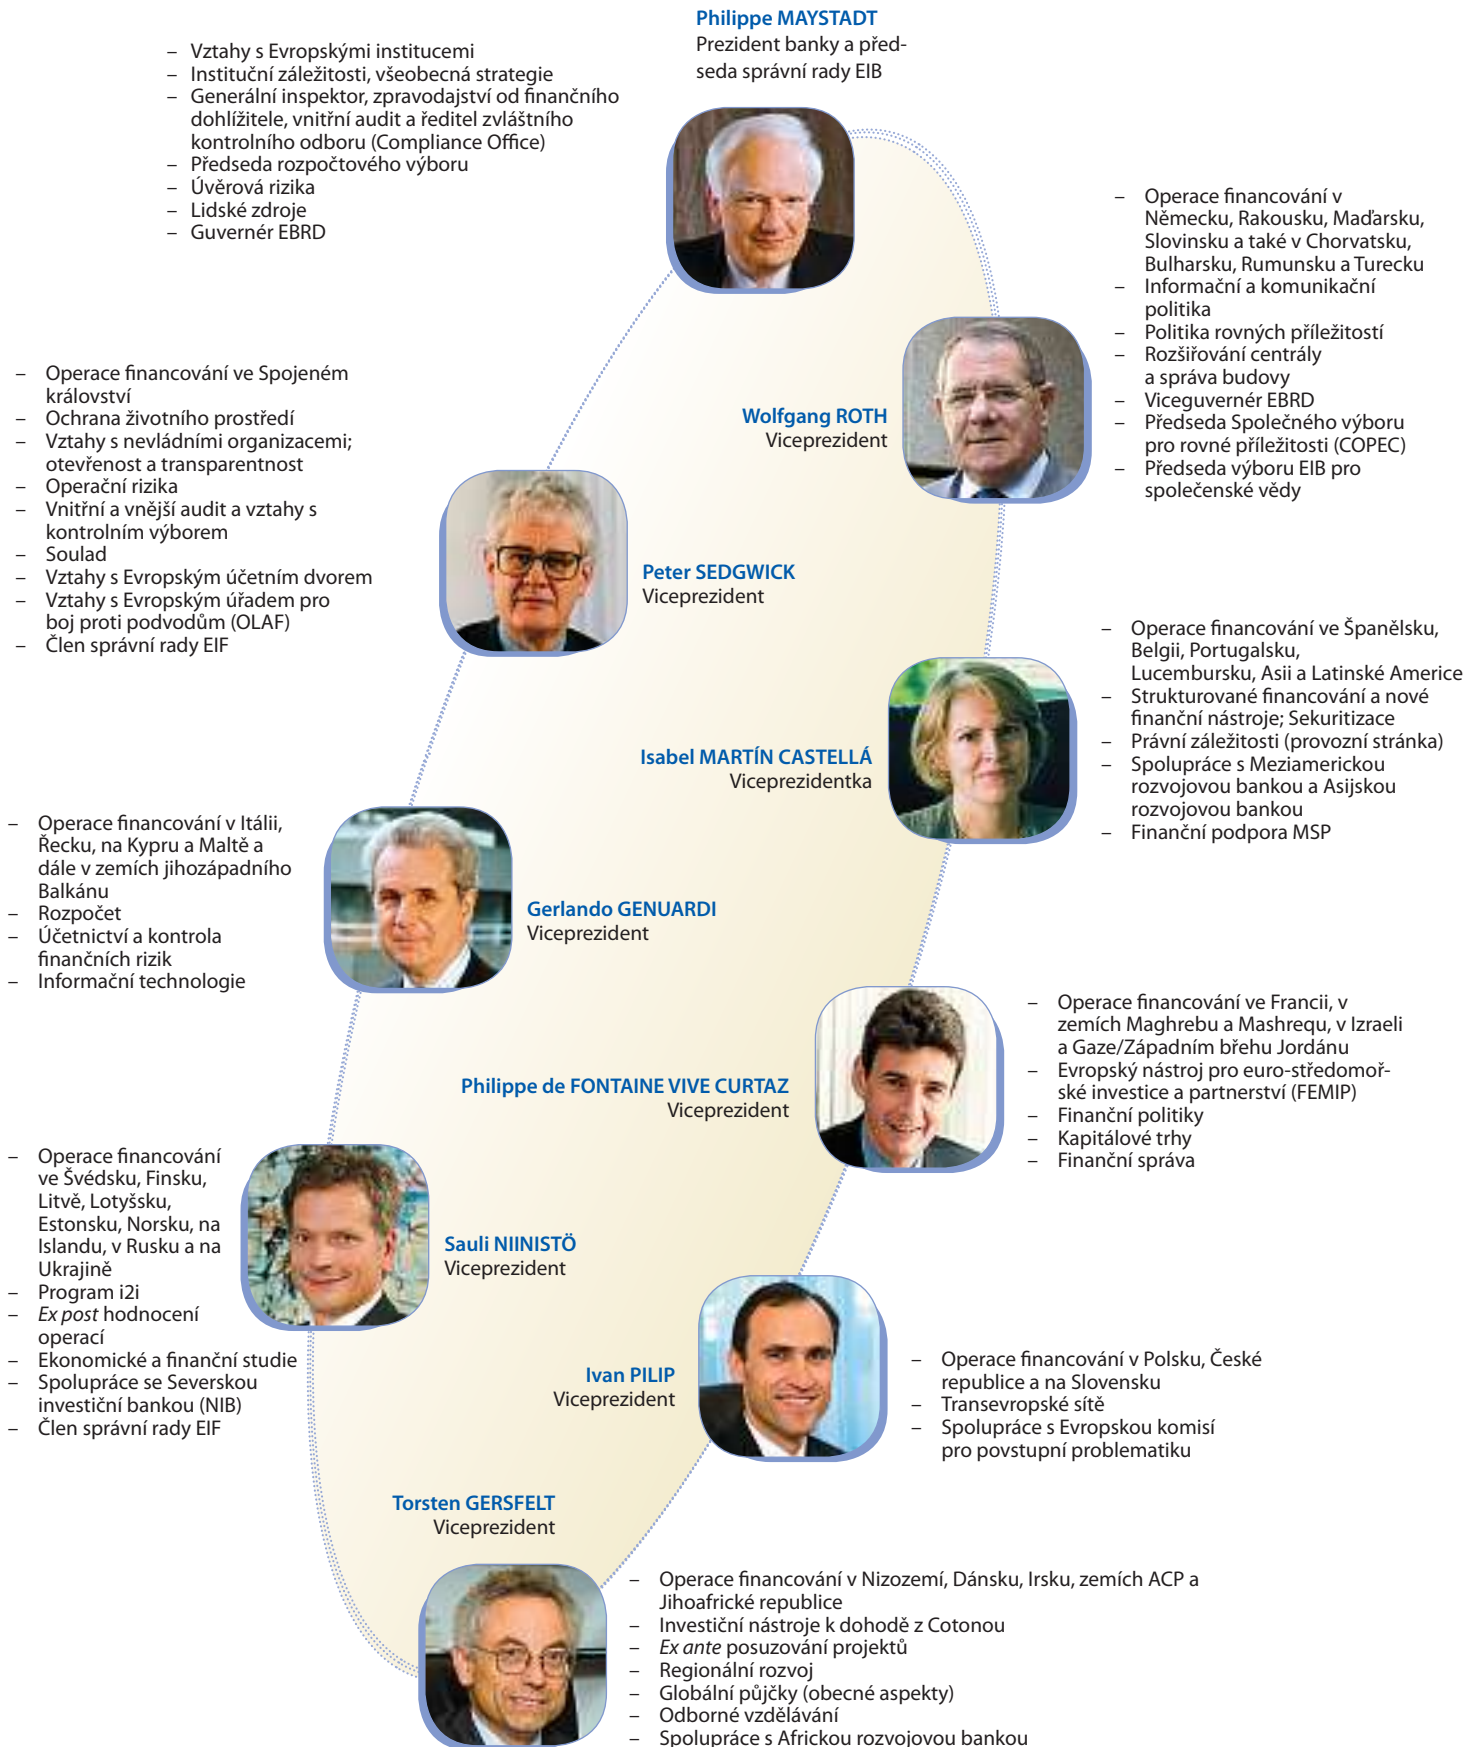 Philippe MAYSTADT
Prezident banky a před-
seda správní rady EIB
– Vztahy s Evropskými institucemi
– Instituční záležitosti, všeobecná strategie
– Generální inspektor, zpravodajství od finančního
dohlížitele, vnitřní audit a ředitel zvláštního
kontrolního odboru (Compliance Office)
– Předseda rozpočtového výboru
– Úvěrová rizika
– Lidské zdroje
– Guvernér EBRD
Wolfgang ROTH
Viceprezident
– Operace financování v
Německu, Rakousku, Maďarsku,
Slovinsku a také v Chorvatsku,
Bulharsku, Rumunsku a Turecku
– Informační a komunikační
politika
– Politika rovných příležitostí
– Rozšiřování centrály
a správa budovy
– Viceguvernér EBRD
– Předseda Společného výboru
pro rovné příležitosti (COPEC)
– Předseda výboru EIB pro
společenské vědy
– Operace financování ve Spojeném
království
– Ochrana životního prostředí
– Vztahy s nevládními organizacemi;
otevřenost a transparentnost
– Operační rizika
– Vnitřní a vnější audit a vztahy s
kontrolním výborem
– Soulad
– Vztahy s Evropským účetním dvorem
– Vztahy s Evropským úřadem pro
boj proti podvodům (OLAF)
– Člen správní rady EIF
Peter SEDGWICK
Viceprezident
Isabel MARTÍN CASTELLÁ
Viceprezidentka
– Operace financování ve Španělsku,
Belgii, Portugalsku,
Lucembursku, Asii a Latinské Americe
– Strukturované financování a nové
finanční nástroje; Sekuritizace
– Právní záležitosti (provozní stránka)
– Spolupráce s Meziamerickou
rozvojovou bankou a Asijskou
rozvojovou bankou
– Finanční podpora MSP
– Operace financování v Itálii,
Řecku, na Kypru a Maltě a
dále v zemích jihozápadního
Balkánu
– Rozpočet
– Účetnictví a kontrola
finančních rizik
– Informační technologie
Gerlando GENUARDI
Viceprezident
Philippe de FONTAINE VIVE CURTAZ
Viceprezident
– Operace financování ve Francii, v
zemích Maghrebu a Mashrequ, v Izraeli
a Gaze/Západním břehu Jordánu
– Evropský nástroj pro euro-středomoř-
ské investice a partnerství (FEMIP)
– Finanční politiky
– Kapitálové trhy
– Finanční správa
– Operace financování
ve Švédsku, Finsku,
Litvě, Lotyšsku,
Estonsku, Norsku, na
Islandu, v Rusku a na
Ukrajině
– Program i2i
– Ex post hodnocení
operací
– Ekonomické a finanční studie
– Spolupráce se Severskou
investiční bankou (NIB)
– Člen správní rady EIF
Sauli NIINISTÖ
Viceprezident
Ivan PILIP
Viceprezident
– Operace financování v Polsku, České
republice a na Slovensku
– Transevropské sítě
– Spolupráce s Evropskou komisí
pro povstupní problematiku
Torsten GERSFELT
Viceprezident
– Operace financování v Nizozemí, Dánsku, Irsku, zemích ACP a
Jihoafrické republice
– Investiční nástroje k dohodě z Cotonou
– Ex ante posuzování projektů
– Regionální rozvoj
– Globální půjčky (obecné aspekty)
– Odborné vzdělávání
– Spolupráce s Africkou rozvojovou bankou